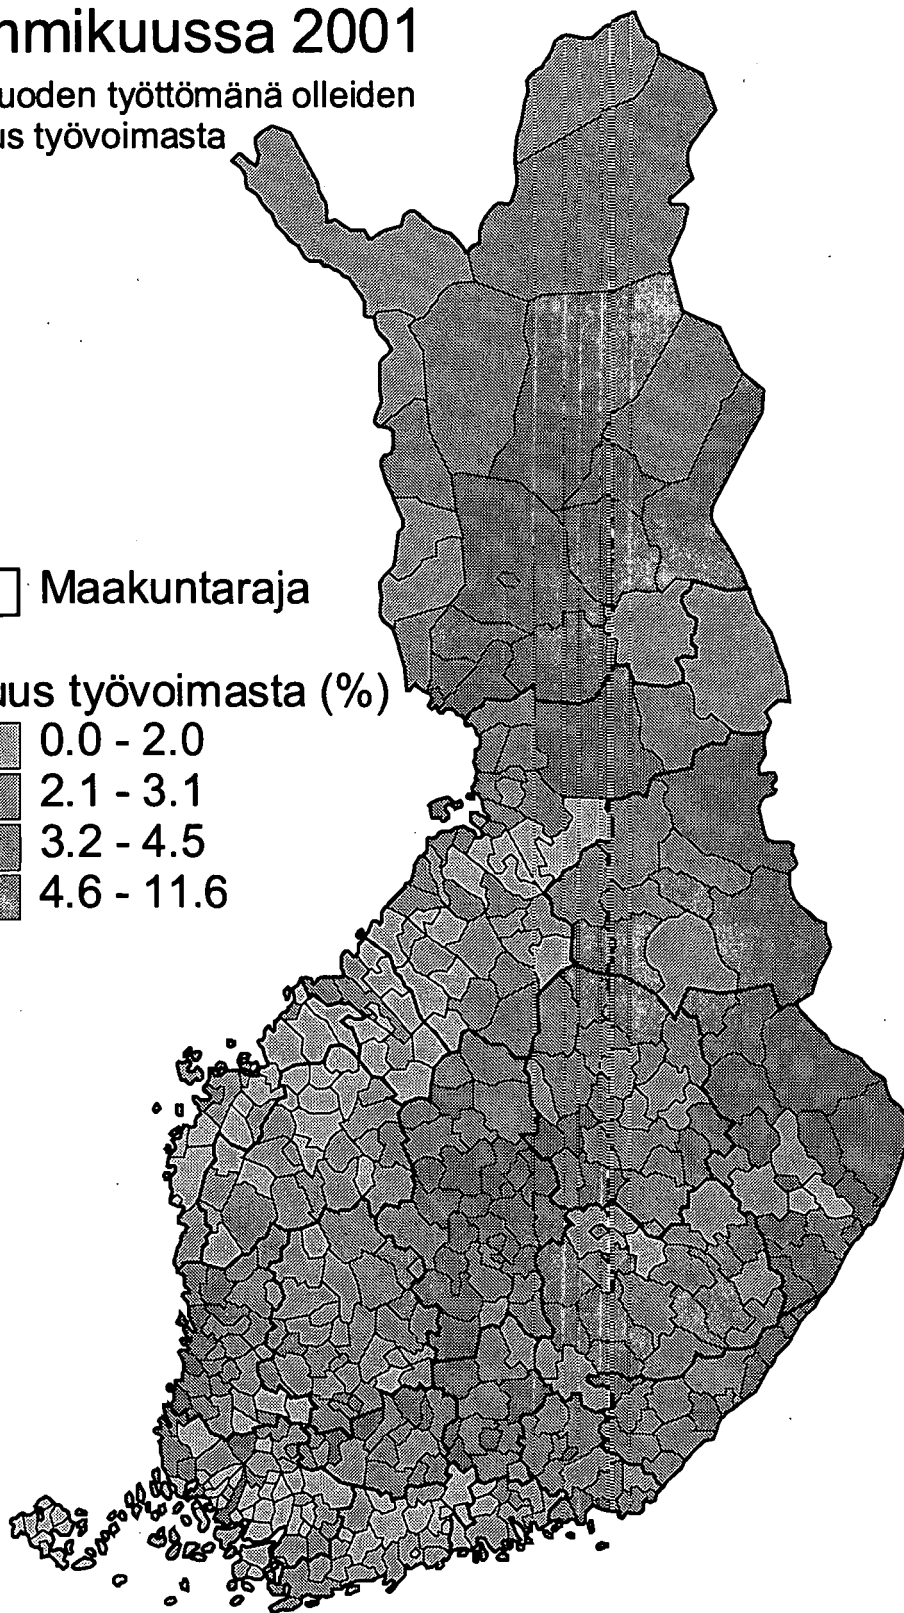 nmikuussa 2001
uoden työttömänä olleiden
us työvoimasta
Maakuntaraja
uus työvoimasta (%)
0.0 - 2.0
2.1 - 3.1
3.2 - 4.5
4.6 - 11.6